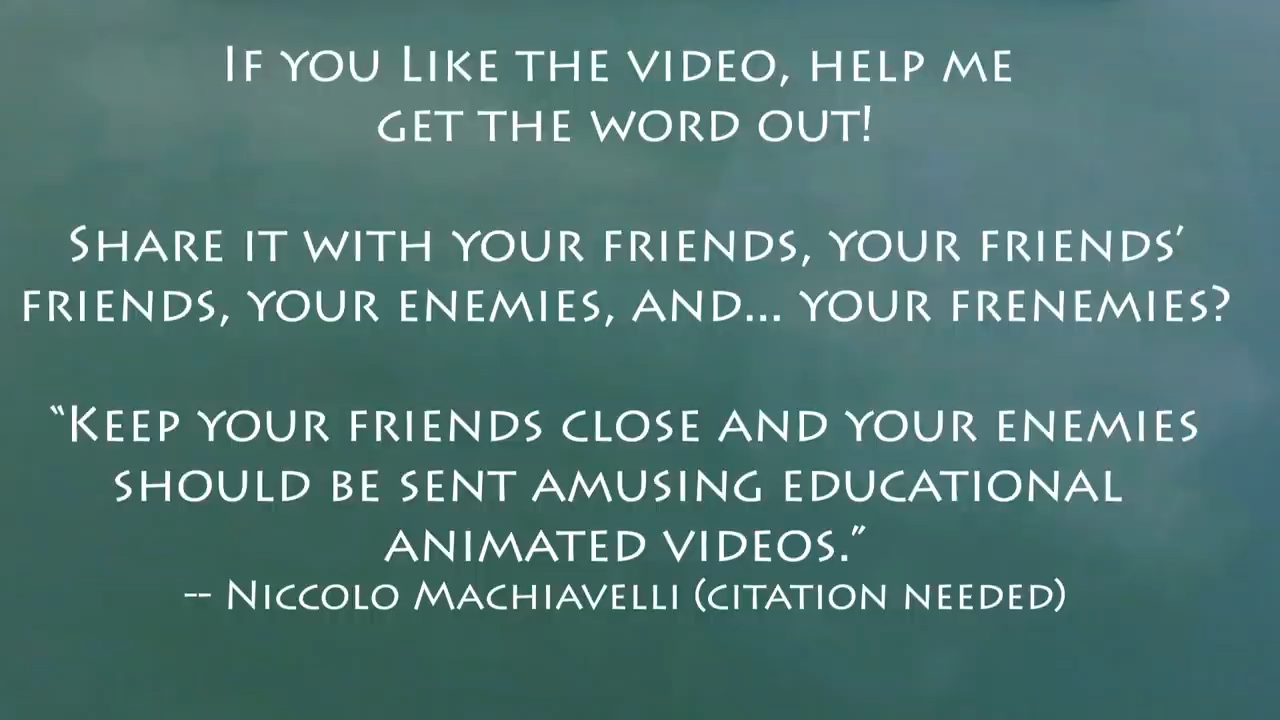 If you Like the video, help me
get the word out!
Share it with your friends, your friends’
friends, your enemies, and... your frenemies?
“Keep your friends close and your enemies
should be sent amusing educational
animated videos.”
-- Niccolo Machiavelli (citation needed)